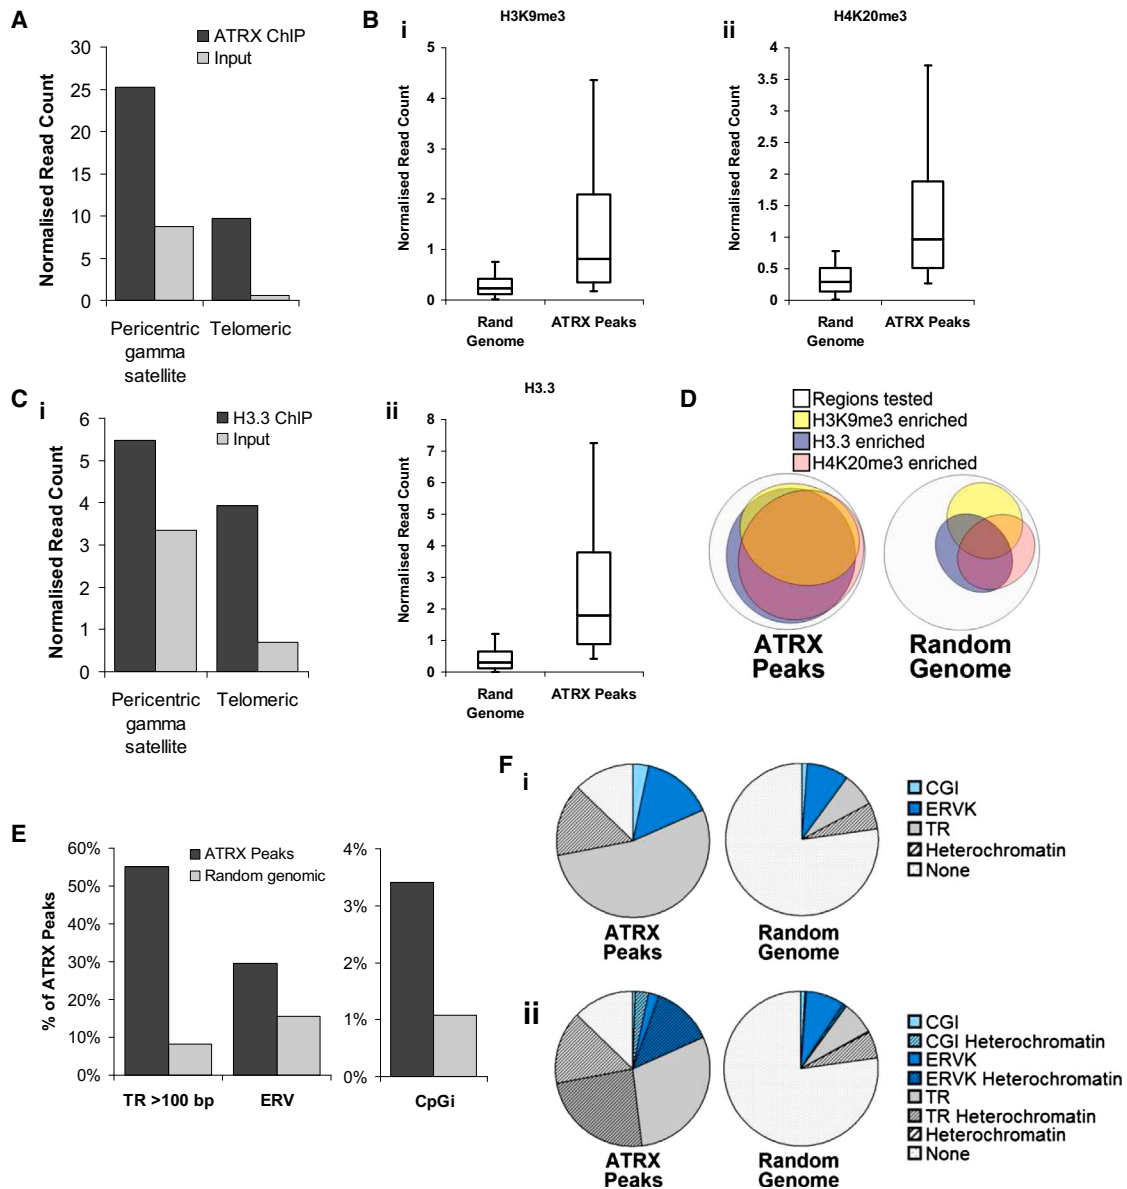 A
ATRX ChIP
Input
Normalised Read Count
30
25
20
15
10
5
0
Pericentric
gamma
satellite
Telomeric
B
i
H3K9me3
Normalised Read Count
5
4
3
2
1
0
Rand
Genome
ATRX Peaks
ii
H4K20me3
Normalised Read Count
4
3.5
3
2.5
2
1.5
1
0.5
0
Rand
Genome
ATRX Peaks
C
i
H3.3 ChIP
Input
Normalised Read Count
6
5
4
3
2
1
0
Pericentric
gamma
satellite
Telomeric
ii
H3.3
Normalised Read Count
8
7
6
5
4
3
2
1
0
Rand
Genome
ATRX Peaks
D
Regions tested
H3K9me3 enriched
H3.3 enriched
H4K20me3 enriched
ATRX
Peaks
Random
Genome
E
ATRX Peaks
Random genomic
% of ATRX Peaks
60%
50%
40%
30%
20%
10%
0%
TR >100 bp
ERV
4%
3%
2%
1%
0%
CpGi
F
i
ATRX
Peaks
Random
Genome
CGI
ERVK
TR
Heterochromatin
None
ii
ATRX
Peaks
Random
Genome
CGI
CGI Heterochromatin
ERVK
ERVK Heterochromatin
TR
TR Heterochromatin
Heterochromatin
None